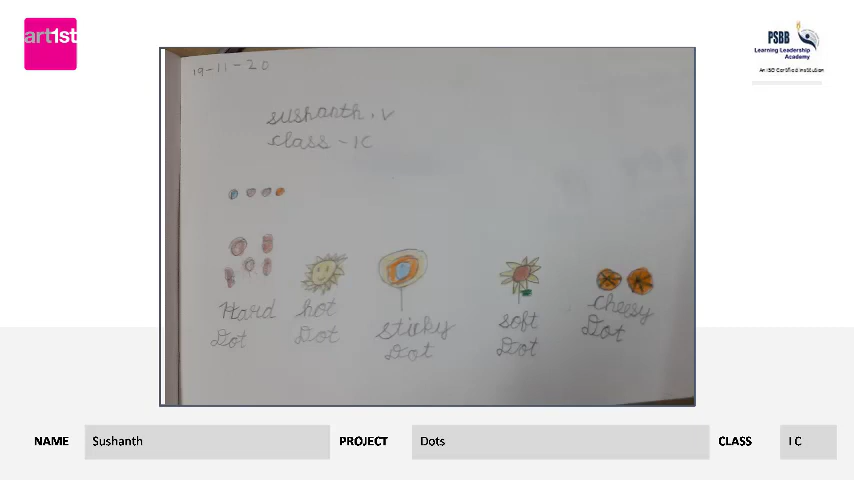 art1st
PSBB
Learning Leadership
Academy
An ISO Certified Institution
19-11-20
sushanth.V
class - 1C
Hard
Dot
hot
Dot
sticky
Dot
soft
Dot
cheesy
Dot
NAME Sushanth PROJECT Dots CLASS I C